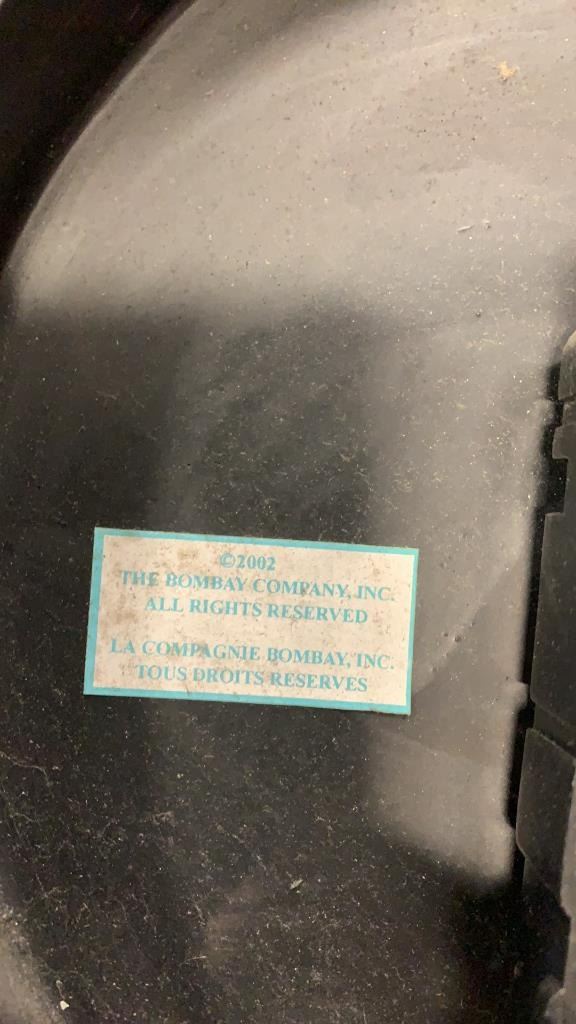 ©2002
THE BOMBAY COMPANY, INC.
ALL RIGHTS RESERVED
LA COMPAGNIE BOMBAY, INC.
TOUS DROITS RESERVES